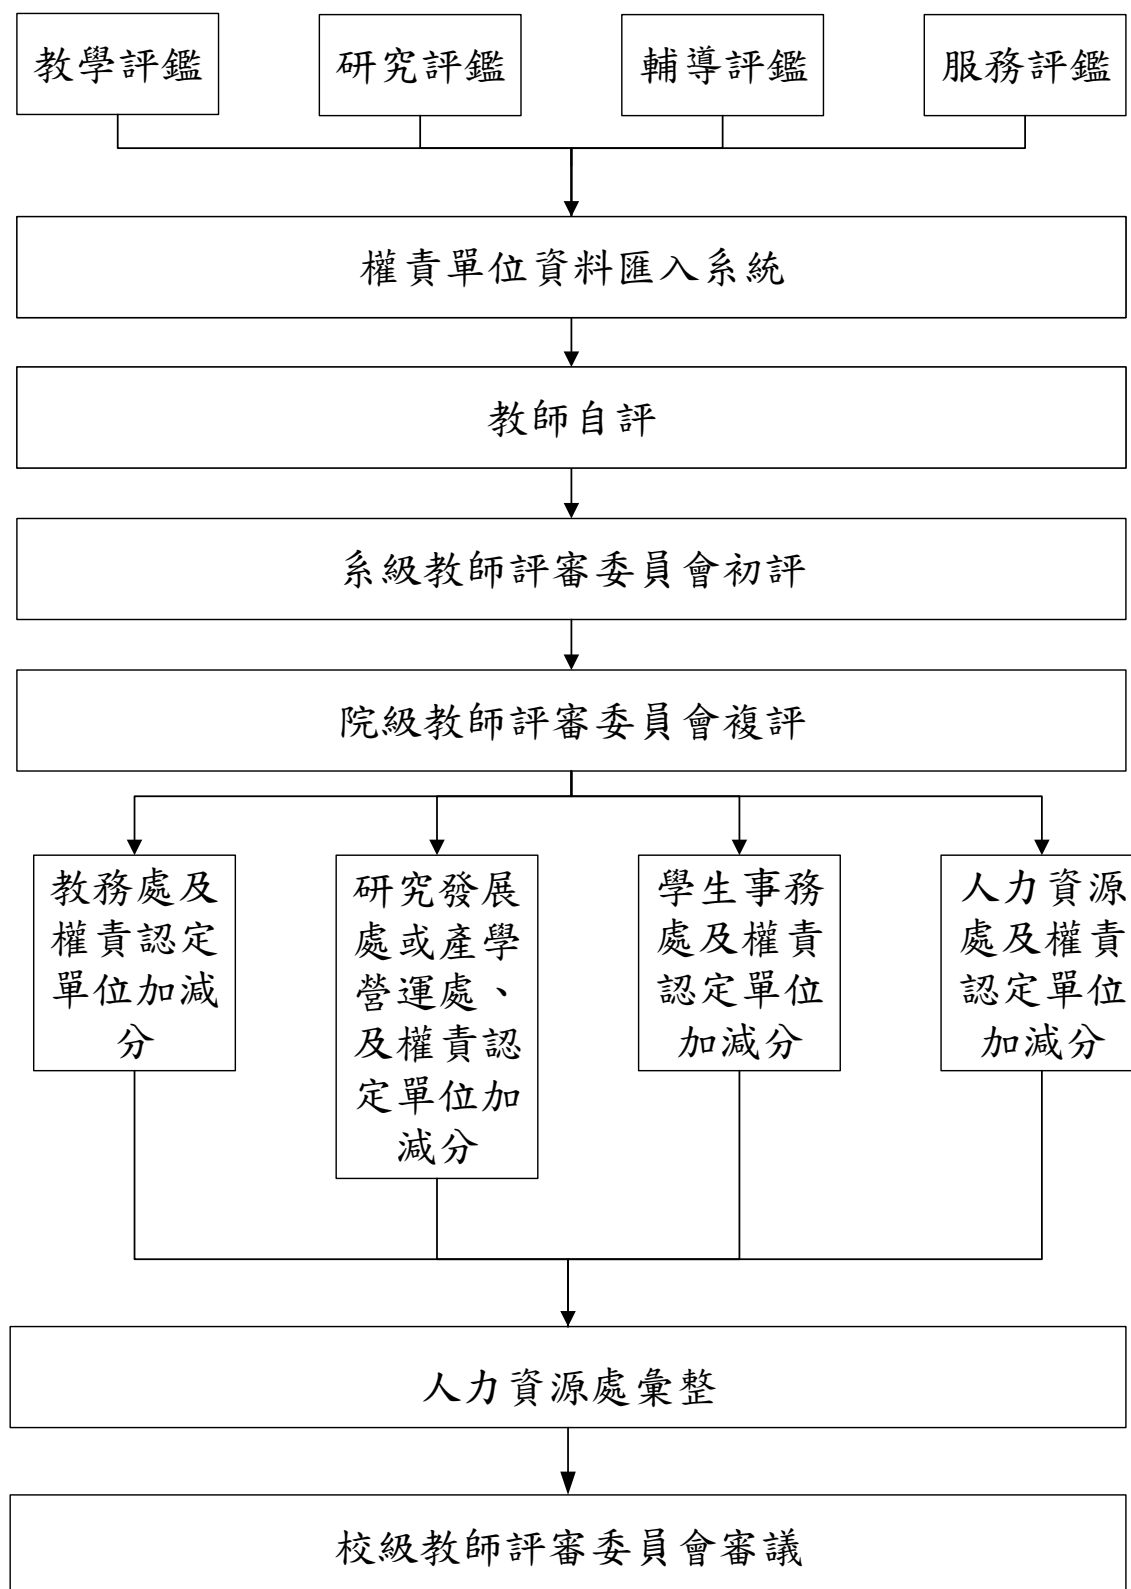 教學評鑑
研究評鑑
輔導評鑑
服務評鑑
權責單位資料匯入系統
教師自評
系級教師評審委員會初評
院級教師評審委員會複評
教務處及
權責認定
單位加減
分
研究發展
處或產學
營運處、
及權責認
定單位加
減分
學生事務
處及權責
認定單位
加減分
人力資源
處及權責
認定單位
加減分
人力資源處彙整
校級教師評審委員會審議